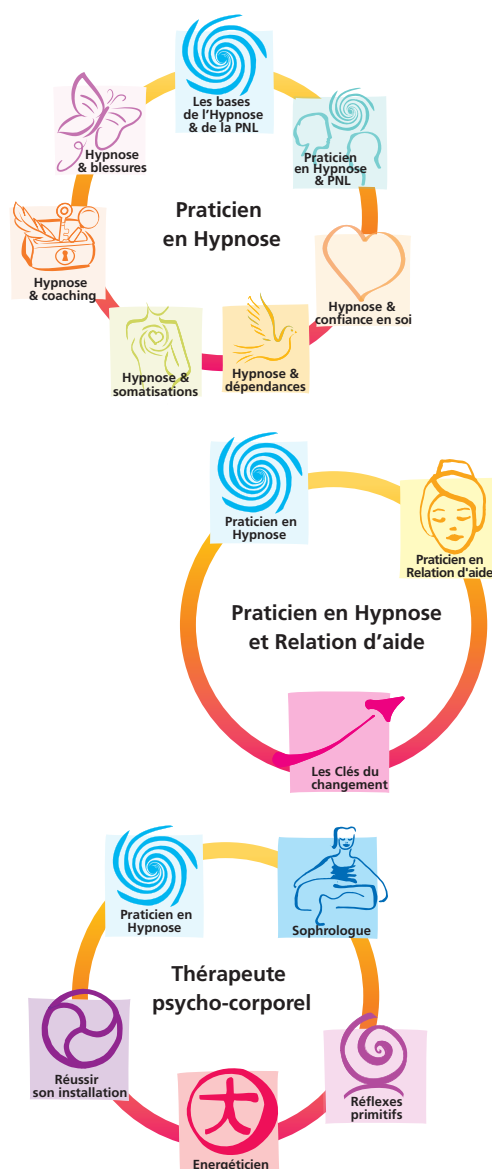 Les bases
de l'Hypnose
& de la PNL
Hypnose
& blessures
Praticien
en Hypnose
& PNL
Praticien
en Hypnose
Hypnose
& coaching
Hypnose &
confiance en soi
Hypnose &
somatisations
Hypnose &
dépendances
Praticien en
Hypnose
Praticien en
Relation d'aide
Praticien en Hypnose
et Relation d'aide
Les Clés du
changement
Praticien en
Hypnose
Sophrologue
Thérapeute
psycho-corporel
Réussir
son installation
Réflexes
primitifs
Energéticien